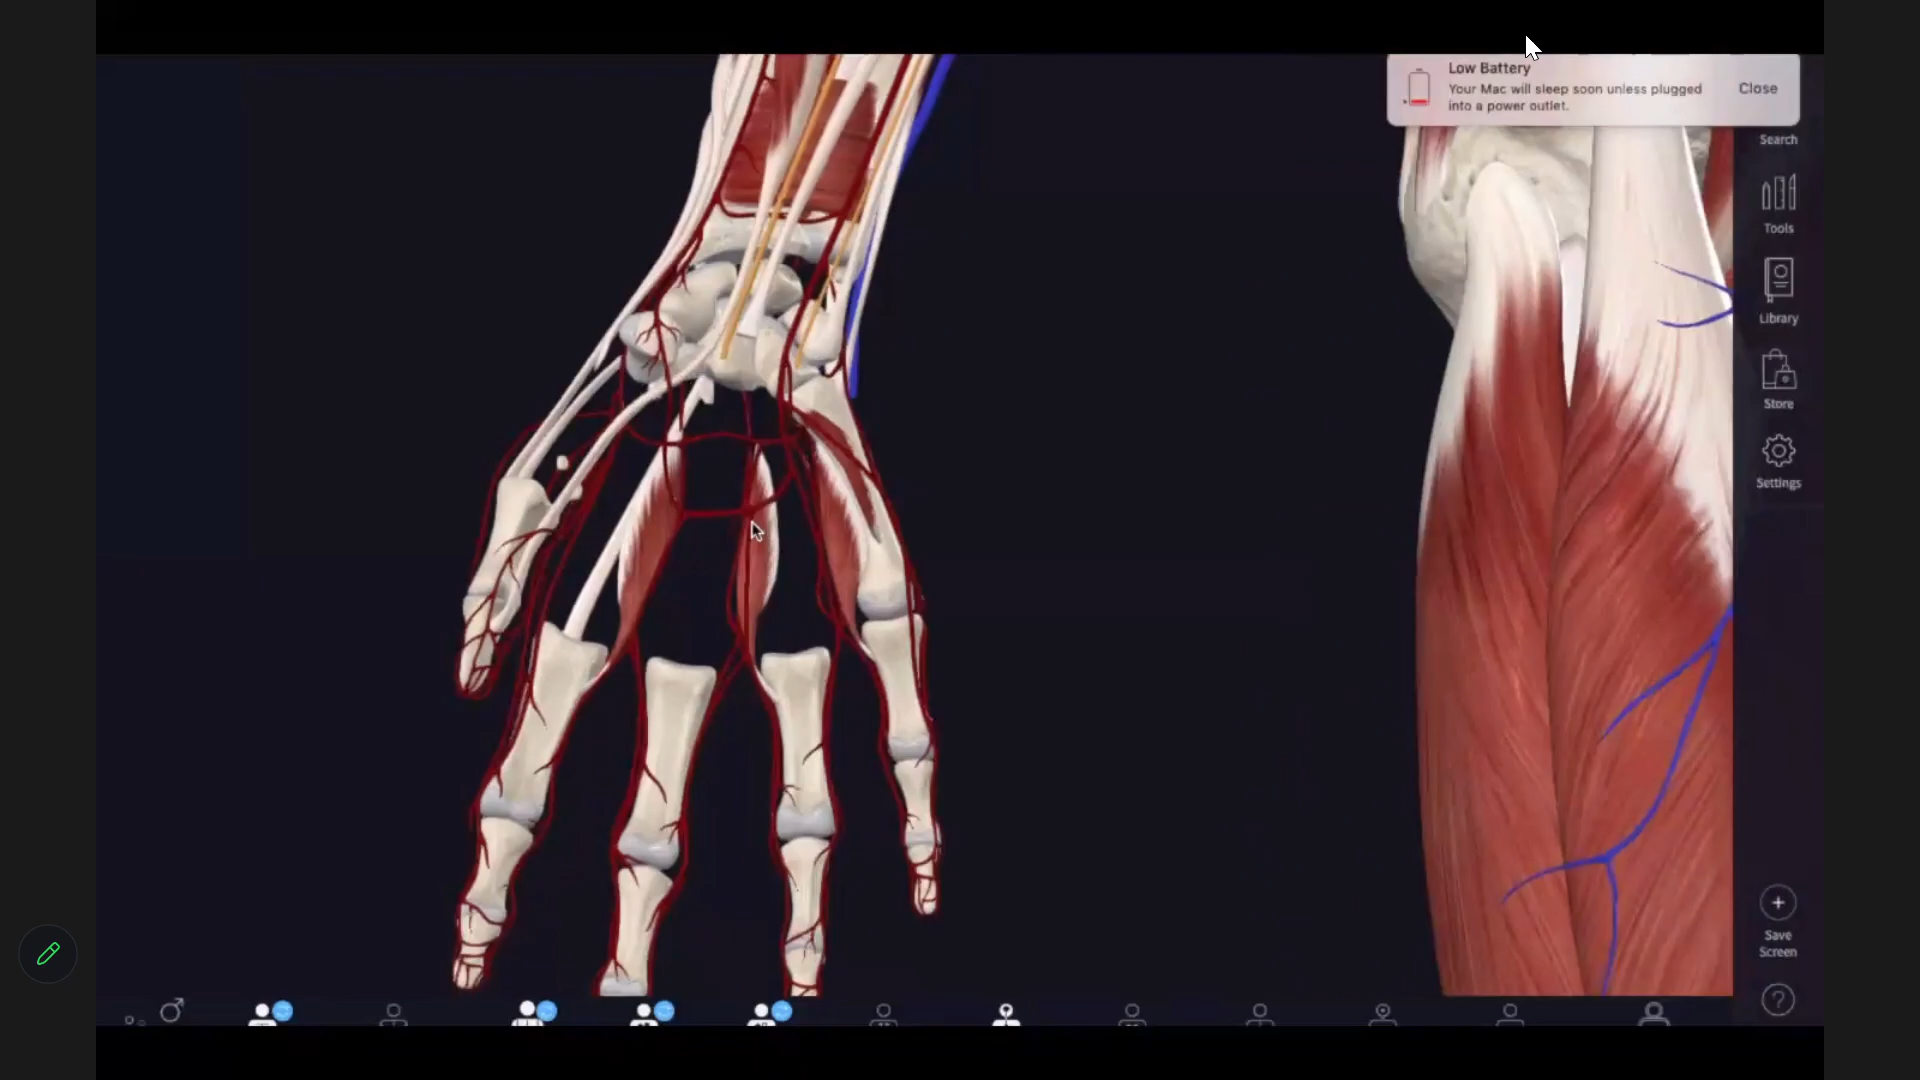 Low Battery
Your Mac will sleep soon unless plugged
into a power outlet.
Close
Search
Tools
Library
Store
Settings
Save
Screen
?